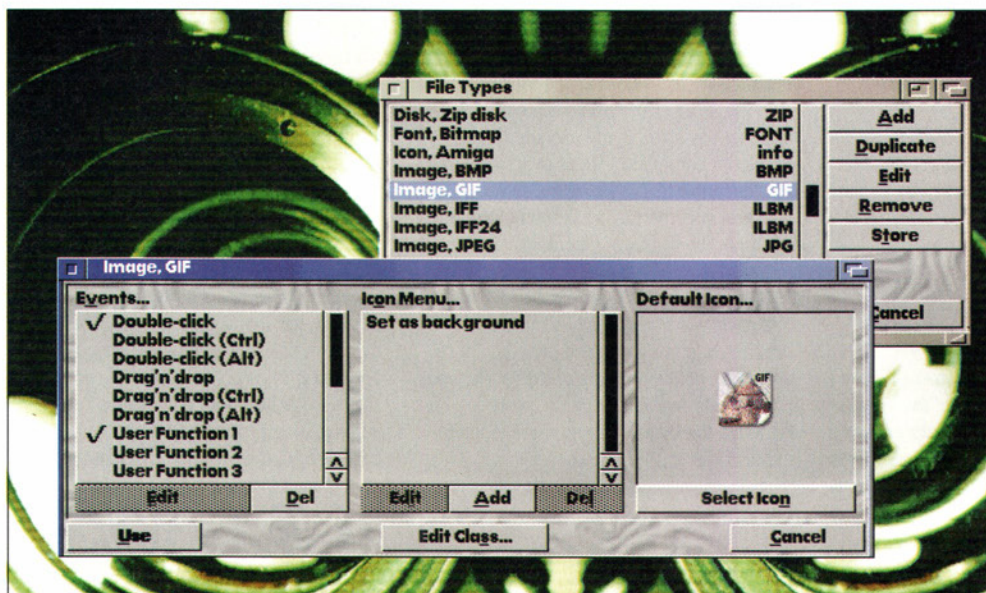 File Types
Disk, Zip disk ZIP
Font, Bitmap FONT
Icon, Amiga info
Image, BMP BMP
Image, GIF GIF
Image, IFF ILBM
Image, IFF24 ILBM
Image, JPEG JPG
Add
Duplicate
Edit
Remove
Store
Cancel
Image, GIF
Events...
Double-click
Double-click (Ctrl)
Double-click (Alt)
Drag'n'drop
Drag'n'drop (Ctrl)
Drag'n'drop (Alt)
User Function 1
User Function 2
User Function 3
Edit Del
Icon Menu...
Set as background
Edit Add Del
Default Icon...
GIF
Select Icon
Use Edit Class... Cancel